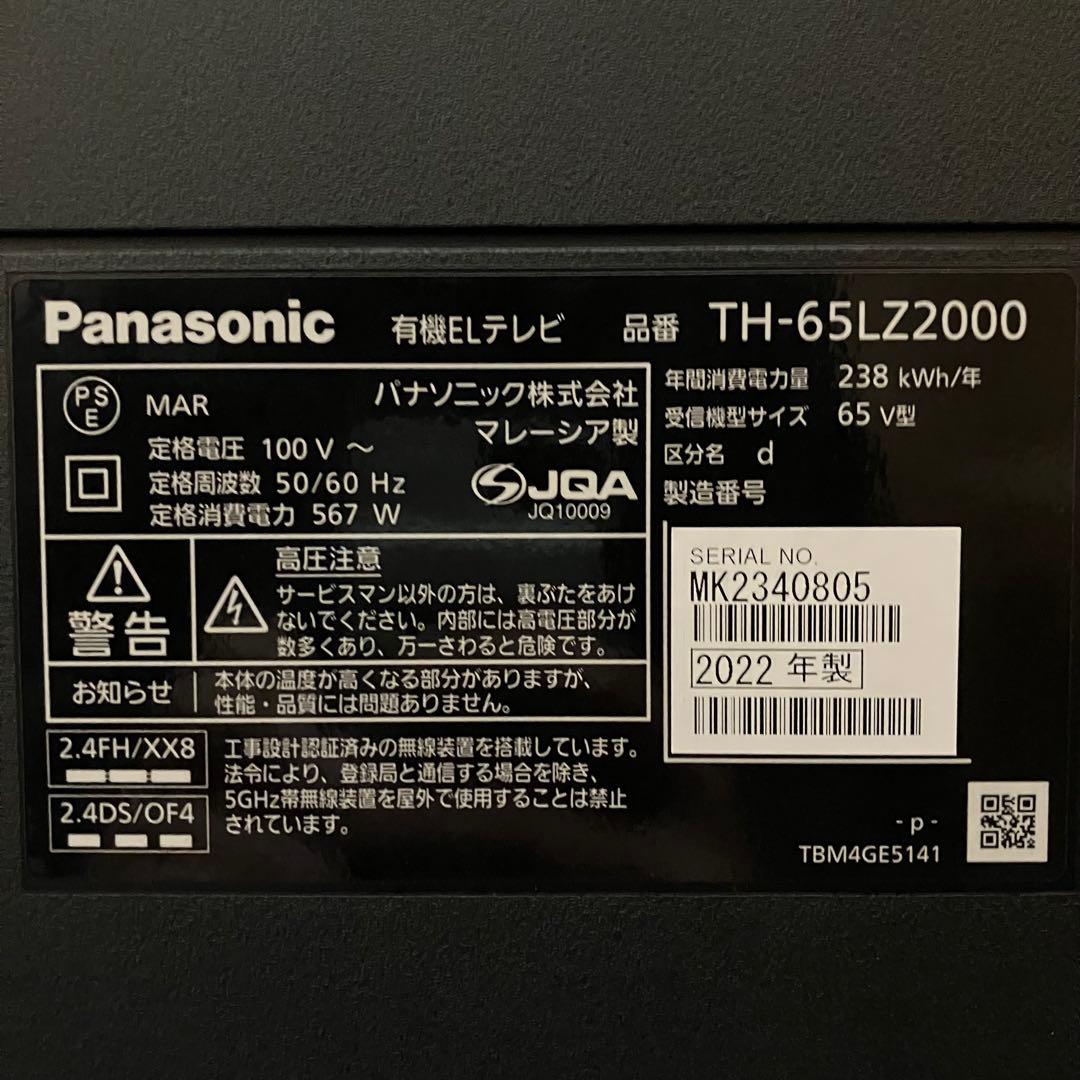 Panasonic 有機ELテレビ 品番 TH-65LZ2000
PS
E
MAR
パナソニック株式会社
マレーシア製
定格電圧 100 V ～
定格周波数 50/60 Hz
定格消費電力 567 W
JQA
JQ10009
年間消費電力量 238 kWh/年
受信機型サイズ 65 V型
区分名 d
製造番号
SERIAL NO.
MK2340805
2022 年製
警告
高圧注意
サービスマン以外の方は、裏ぶたをあけ
ないでください。内部には高電圧部分が
数多くあり、万一さわると危険です。
お知らせ
本体の温度が高くなる部分がありますが、
性能・品質には問題ありません。
2.4FH/XX8
2.4DS/OF4
工事設計認証済みの無線装置を搭載しています。
法令により、登録局と通信する場合を除き、
5GHz帯無線装置を屋外で使用することは禁止
されています。
- p -
TBM4GE5141